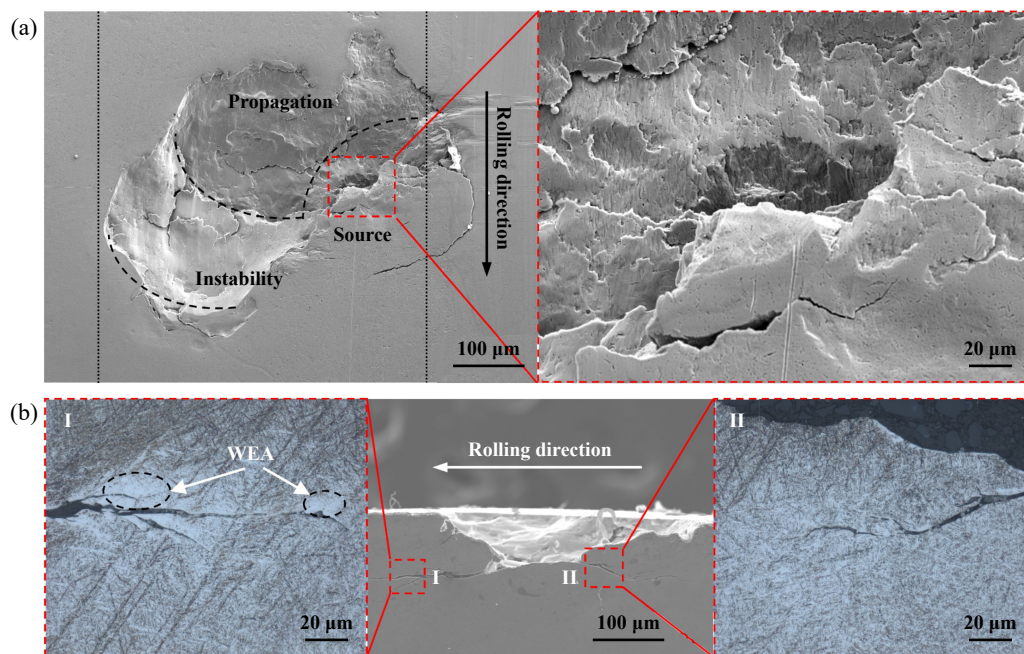 (a)
Propagation
Rolling direction
Source
Instability
100 μm
20 μm
(b)
I
WEA
20 μm
Rolling direction
I
II
100 μm
II
20 μm